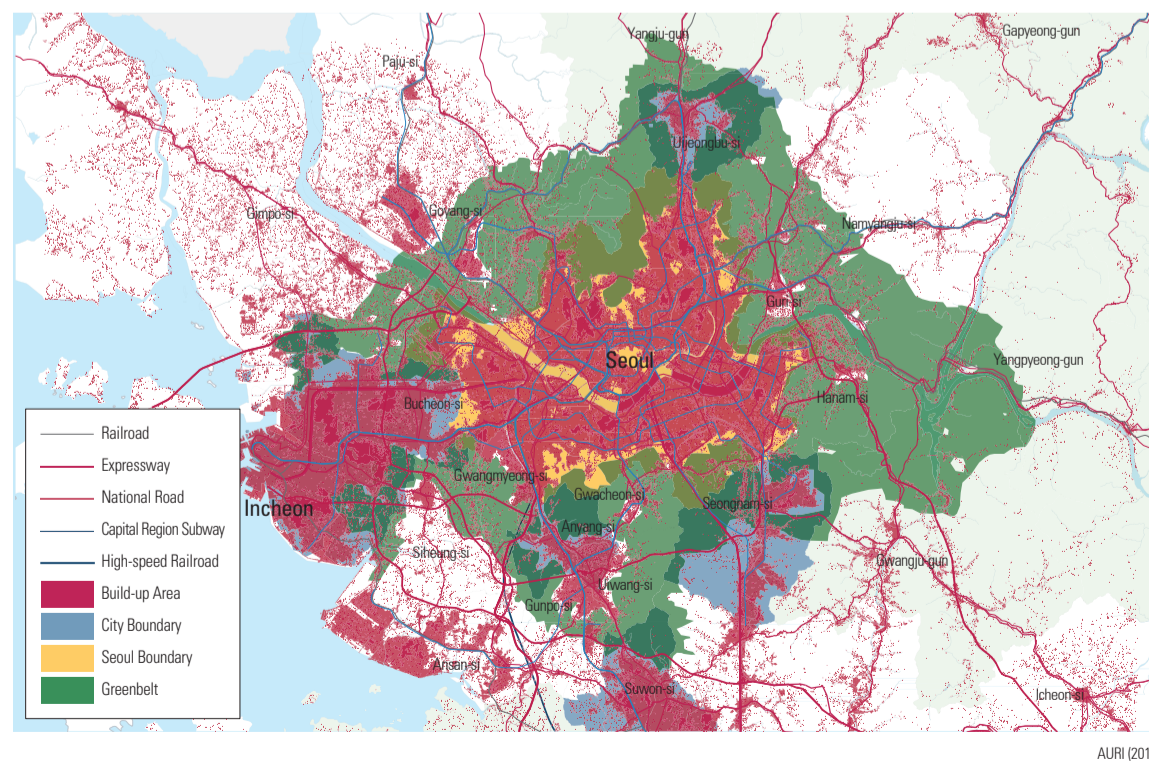 Yangju-gun
Gapyeong-gun
Paju-si
Uijeongbu-si
Gimpo-si
Goyang-si
Namyangju-si
Guri-si
Seoul
Yangpyeong-gun
Bucheon-si
Hanam-si
Gwangmyeong-si
Gwacheon-si
Seongnam-si
Incheon
Anyang-si
Siheung-si
Gwangju-gun
Uiwang-si
Gunpo-si
Ansan-si
Suwon-si
Icheon-si
Railroad
Expressway
National Road
Capital Region Subway
High-speed Railroad
Build-up Area
City Boundary
Seoul Boundary
Greenbelt
AURI (201